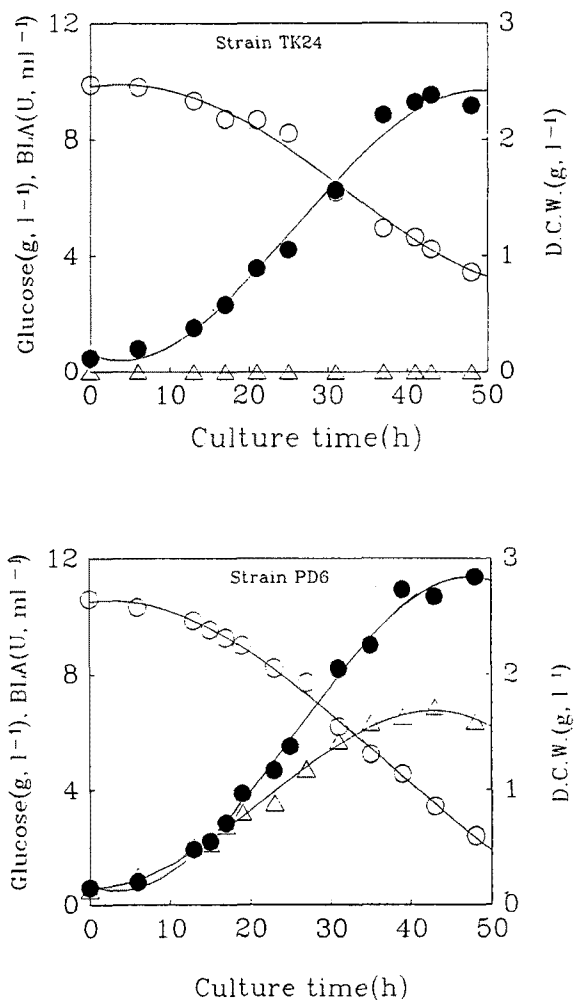 12
8
4
0
Glucose(g, l⁻¹), BLA(U, ml⁻¹)
Strain TK24
3
2
1
0
D.C.W.(g, l⁻¹)
0 10 20 30 40 50
Culture time(h)
12
8
4
0
Glucose(g, l⁻¹), BLA(U, ml⁻¹)
Strain PD6
3
2
1
0
D.C.W.(g, l⁻¹)
0 10 20 30 40 50
Culture time(h)